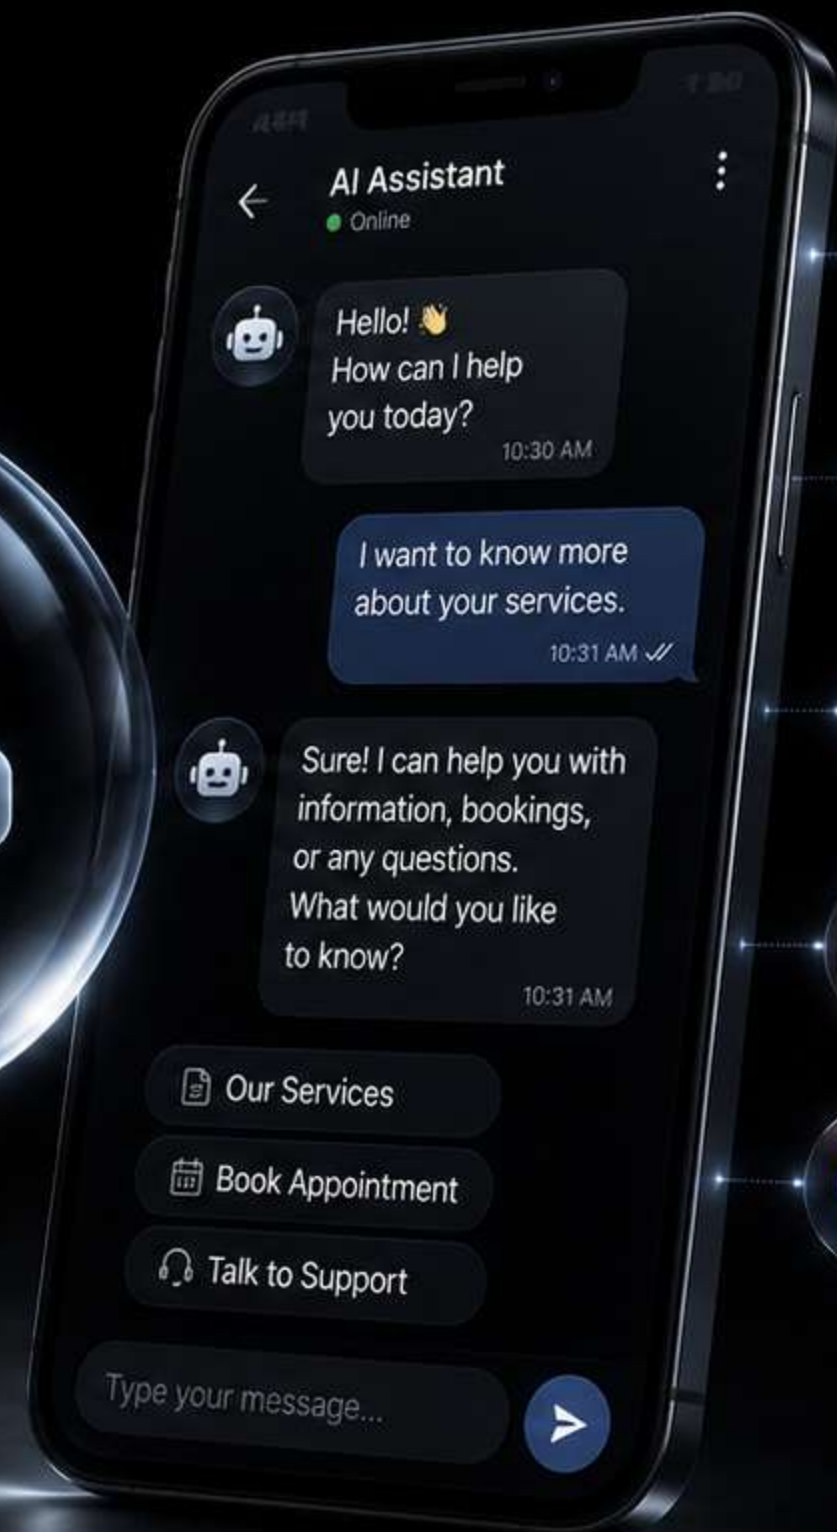 AI Assistant
Online
Hello! 👋
How can I help
you today?
10:30 AM
I want to know more
about your services.
10:31 AM
Sure! I can help you with
information, bookings,
or any questions.
What would you like
to know?
10:31 AM
Our Services
Book Appointment
Talk to Support
Type your message...